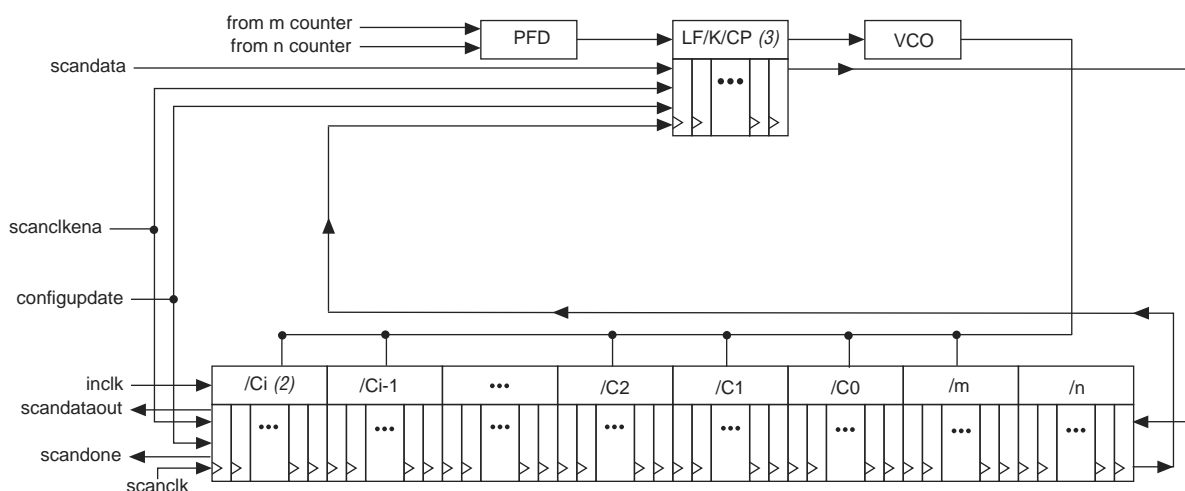 from m counter
from n counter
PFD
LF/K/CP (3)
VCO
scandata
•••
scanclkena
configupdate
inclk
/Ci (2)
/Ci-1
•••
/C2
/C1
/C0
/m
/n
scandataout
••• ••• ••• ••• ••• ••• ••• •••
scandone
scanclk